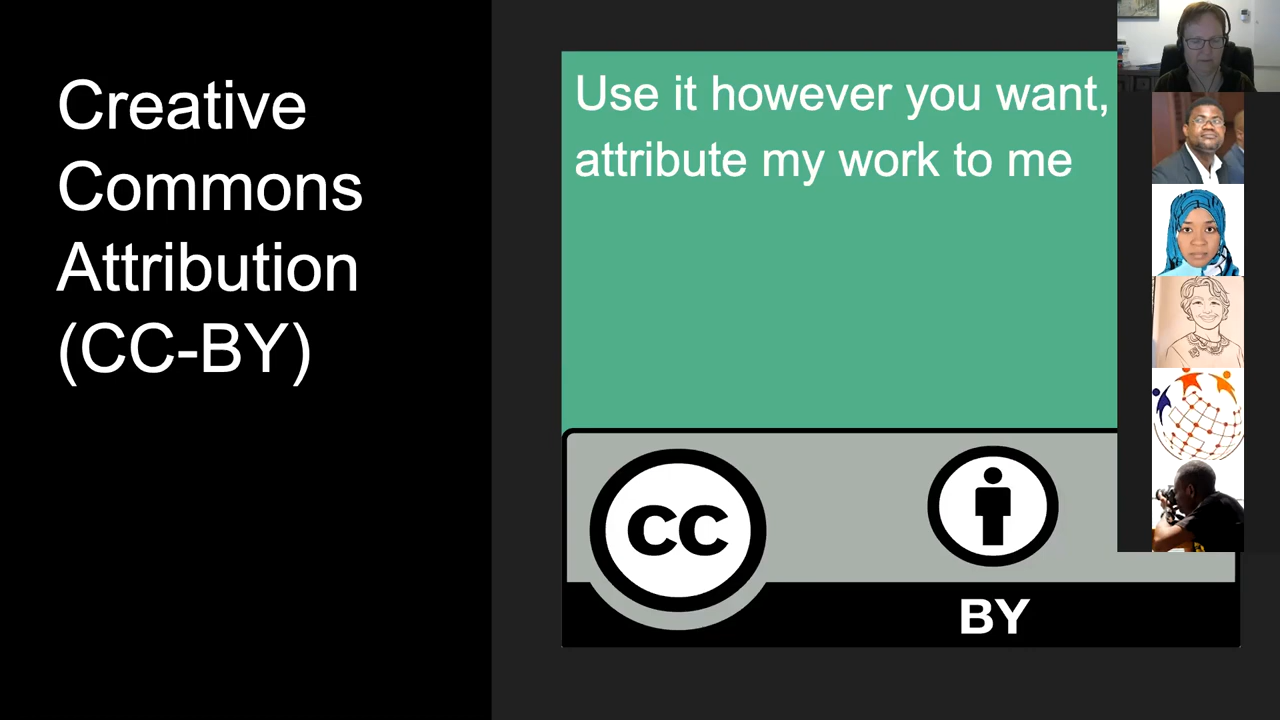 Creative
Commons
Attribution
(CC-BY)
Use it however you want,
attribute my work to me
CC
BY